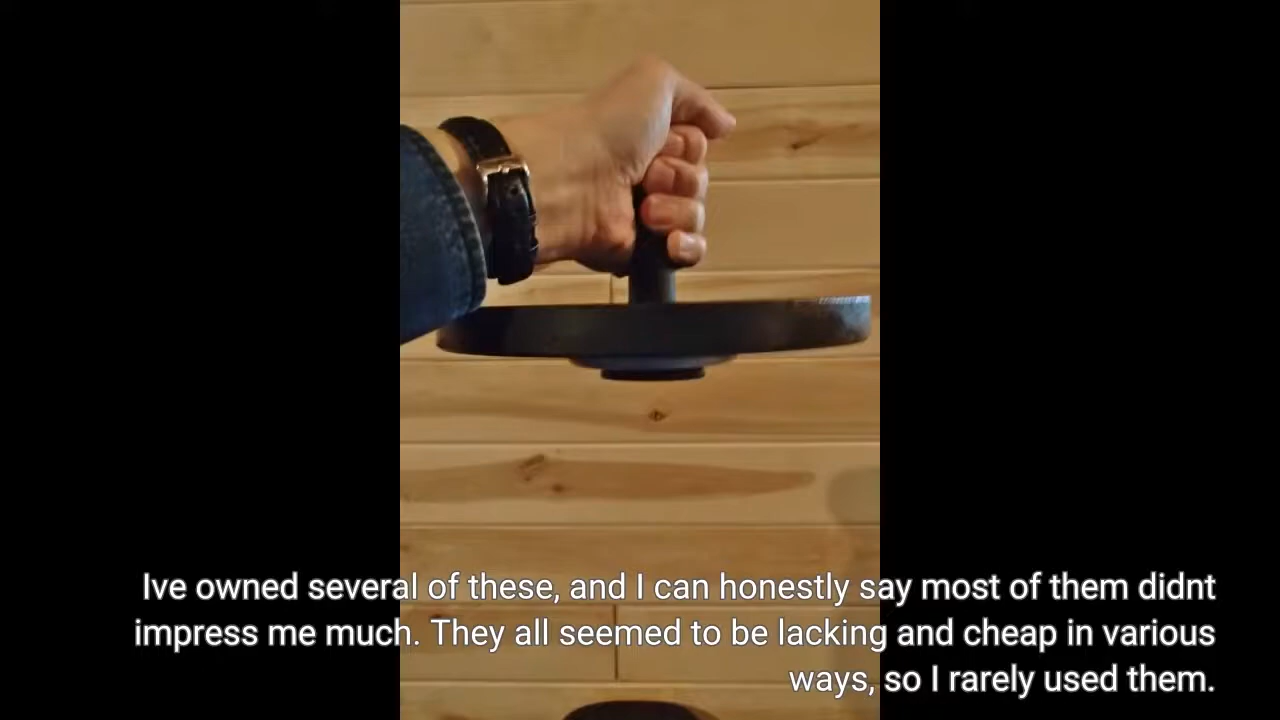 Ive owned several of these, and I can honestly say most of them didnt
impress me much. They all seemed to be lacking and cheap in various
ways, so I rarely used them.